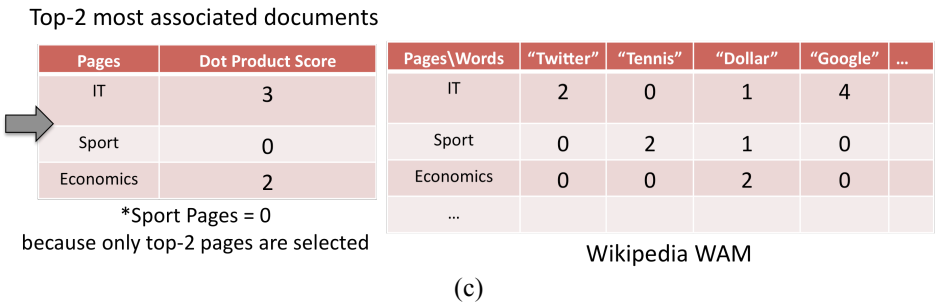 Top-2 most associated documents
Pages Dot Product Score
IT 3
Sport 0
Economics 2
*Sport Pages = 0
because only top-2 pages are selected
Pages\Words “Twitter” “Tennis” “Dollar” “Google” ...
IT 2 0 1 4
Sport 0 2 1 0
Economics 0 0 2 0
...
Wikipedia WAM
(c)